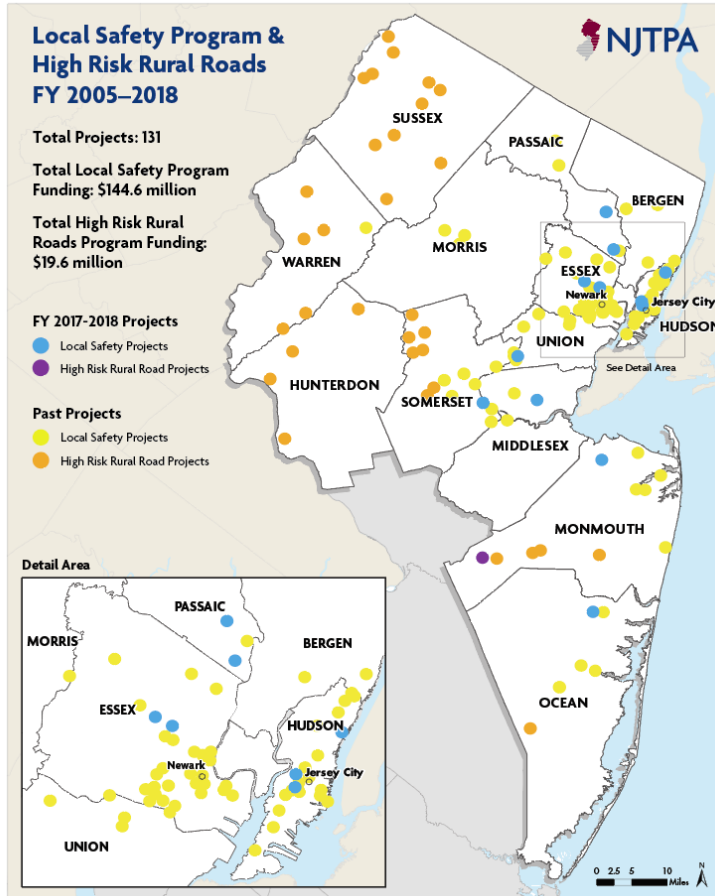 Local Safety Program &
High Risk Rural Roads
FY 2005–2018
NJTPA
Total Projects: 131
Total Local Safety Program
Funding: $144.6 million
Total High Risk Rural
Roads Program Funding:
$19.6 million
FY 2017-2018 Projects
Local Safety Projects
High Risk Rural Road Projects
Past Projects
Local Safety Projects
High Risk Rural Road Projects
SUSSEX
PASSAIC
BERGEN
WARREN
MORRIS
ESSEX
Newark
Jersey City
HUDSON
UNION
See Detail Area
HUNTERDON
SOMERSET
MIDDLESEX
MONMOUTH
OCEAN
Detail Area
PASSAIC
MORRIS
BERGEN
ESSEX
HUDSON
Newark
Jersey City
UNION
0 2.5 5 10
Miles
N